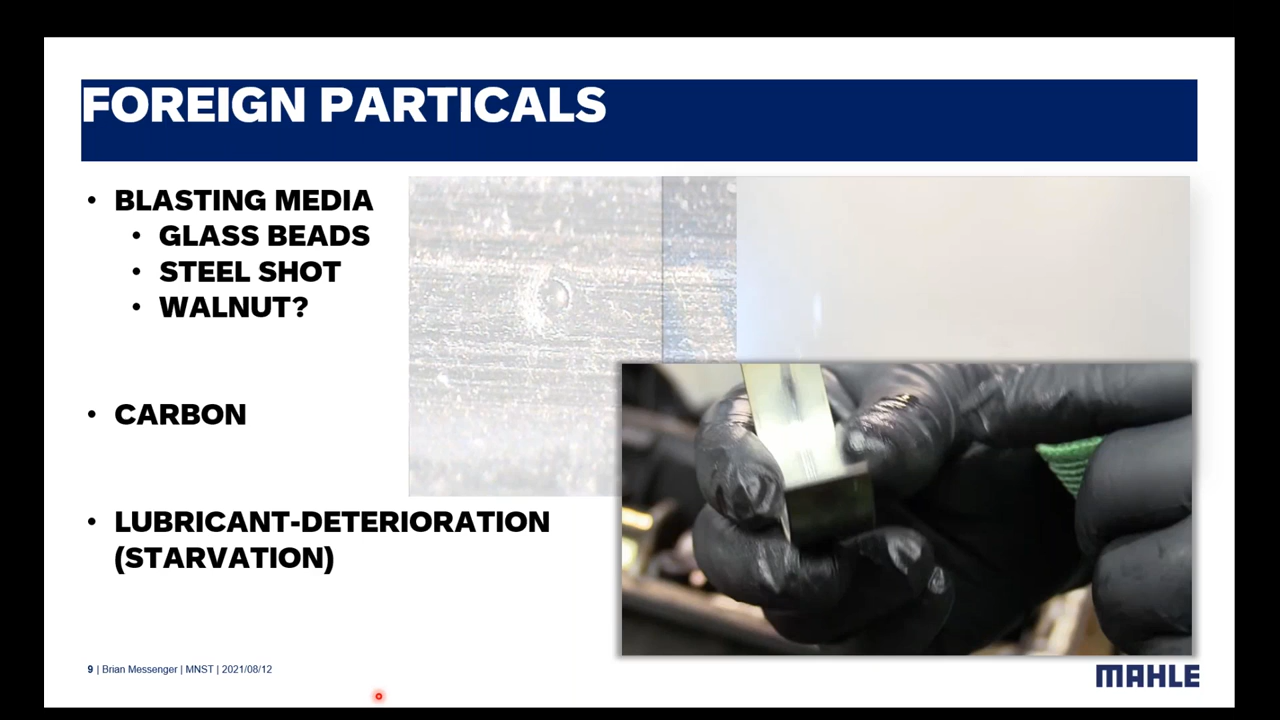 FOREIGN PARTICALS
• BLASTING MEDIA
• GLASS BEADS
• STEEL SHOT
• WALNUT?
• CARBON
• LUBRICANT-DETERIORATION
(STARVATION)
9 | Brian Messenger | MNST | 2021/08/12
MAHLE